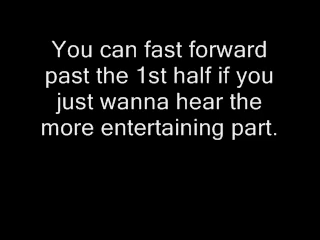 You can fast forward
past the 1st half if you
just wanna hear the
more entertaining part.